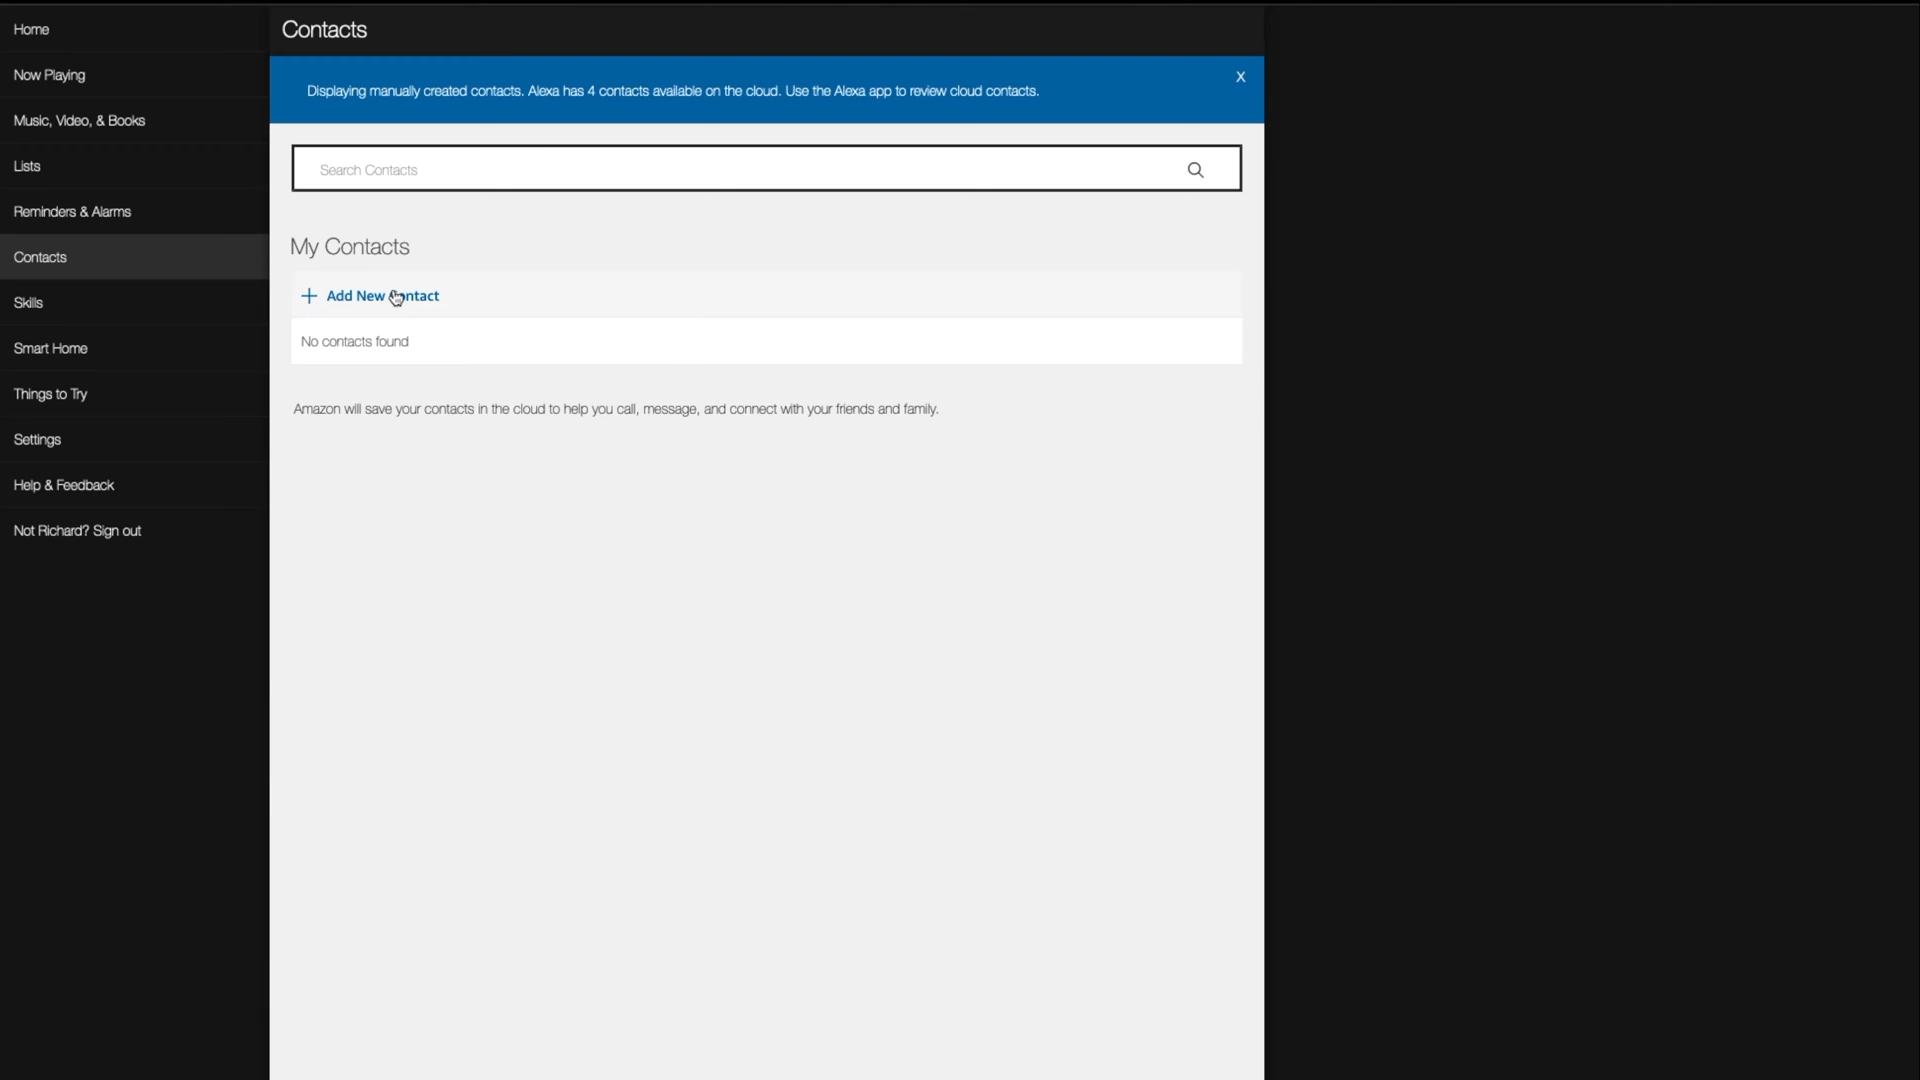 Home
Now Playing
Music, Video, & Books
Lists
Reminders & Alarms
Contacts
Skills
Smart Home
Things to Try
Settings
Help & Feedback
Not Richard? Sign out
Contacts
Displaying manually created contacts. Alexa has 4 contacts available on the cloud. Use the Alexa app to review cloud contacts.
X
Search Contacts
My Contacts
Add New Contact
No contacts found
Amazon will save your contacts in the cloud to help you call, message, and connect with your friends and family.